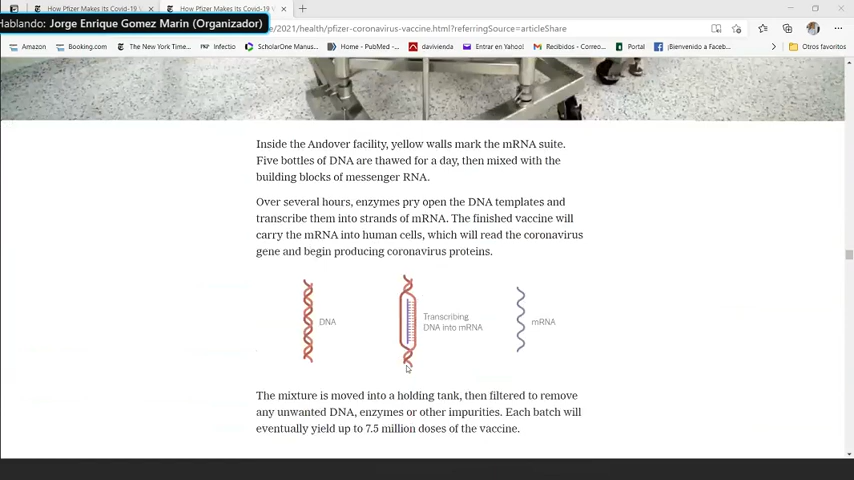 How Pfizer Makes Its Covid-19 V
How Pfizer Makes Its Covid-19 V
Hablando: Jorge Enrique Gomez Marin (Organizador)
/2021/health/pfizer-coronavirus-vaccine.html?referringSource=articleShare
Amazon
Booking.com
The New York Time...
PKP Infectio
ScholarOne Manus...
Home - PubMed -...
davivienda
Entrar en Yahoo!
Recibidos - Correo...
Portal
¡Bienvenido a Faceb...
Otros favoritos
Inside the Andover facility, yellow walls mark the mRNA suite.
Five bottles of DNA are thawed for a day, then mixed with the
building blocks of messenger RNA.
Over several hours, enzymes pry open the DNA templates and
transcribe them into strands of mRNA. The finished vaccine will
carry the mRNA into human cells, which will read the coronavirus
gene and begin producing coronavirus proteins.
DNA
Transcribing
DNA into mRNA
mRNA
The mixture is moved into a holding tank, then filtered to remove
any unwanted DNA, enzymes or other impurities. Each batch will
eventually yield up to 7.5 million doses of the vaccine.